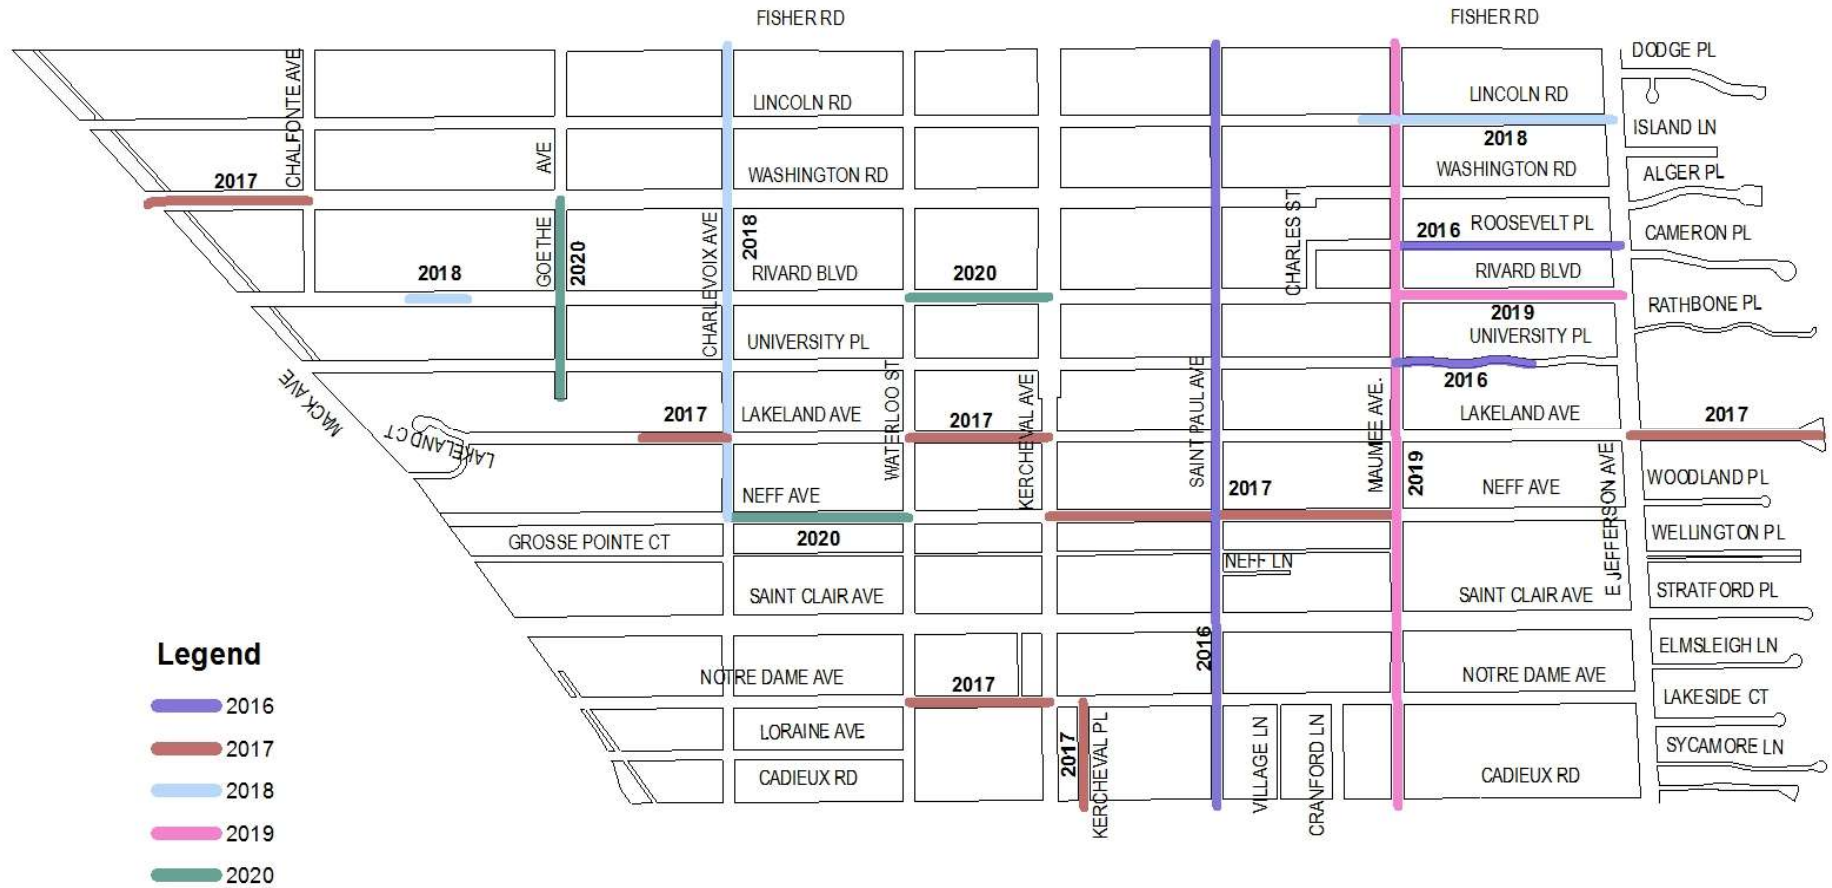 FISHER RD
FISHER RD
DODGE PL
CHALFONTE AVE
LINCOLN RD
LINCOLN RD
ISLAND LN
2018
AVE
WASHINGTON RD
WASHINGTON RD
ALGER PL
2017
CHARLES ST
ROOSEVELT PL
2016
CAMERON PL
GOETHE
2020
CHARLEVOIX AVE
2018
RIVARD BLVD
2020
RIVARD BLVD
2018
RATHBONE PL
2019
UNIVERSITY PL
UNIVERSITY PL
SAINT PAUL AVE
2016
MACK AVE
WATERLOO ST
KERCHEVAL AVE
MAUMEE AVE.
2017
LAKELAND AVE
2017
LAKELAND AVE
2017
LAKELAND CT
2019
E JEFFERSON AVE
WOODLAND PL
NEFF AVE
2017
NEFF AVE
WELLINGTON PL
GROSSE POINTE CT
2020
NEFF LN
STRATFORD PL
SAINT CLAIR AVE
SAINT CLAIR AVE
2016
ELMSLEIGH LN
NOTRE DAME AVE
2017
NOTRE DAME AVE
LAKESIDE CT
LORAINE AVE
2017
KERCHEVAL PL
VILLAGE LN
CRANFORD LN
SYCAMORE LN
CADIEUX RD
CADIEUX RD
Legend
2016
2017
2018
2019
2020